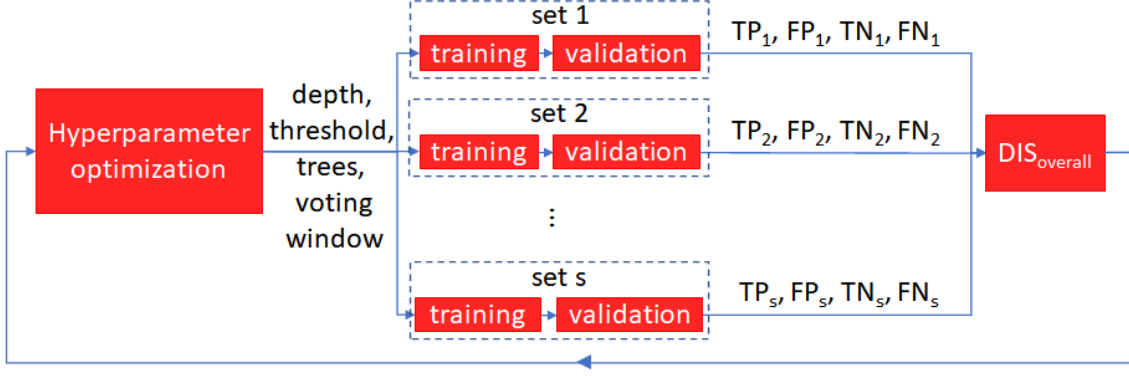 set 1
training
validation
TP₁, FP₁, TN₁, FN₁
Hyperparameter
optimization
depth,
threshold,
trees,
voting
window
set 2
training
validation
TP₂, FP₂, TN₂, FN₂
DISoverall
...
set s
training
validation
TPₛ, FPₛ, TNₛ, FNₛ